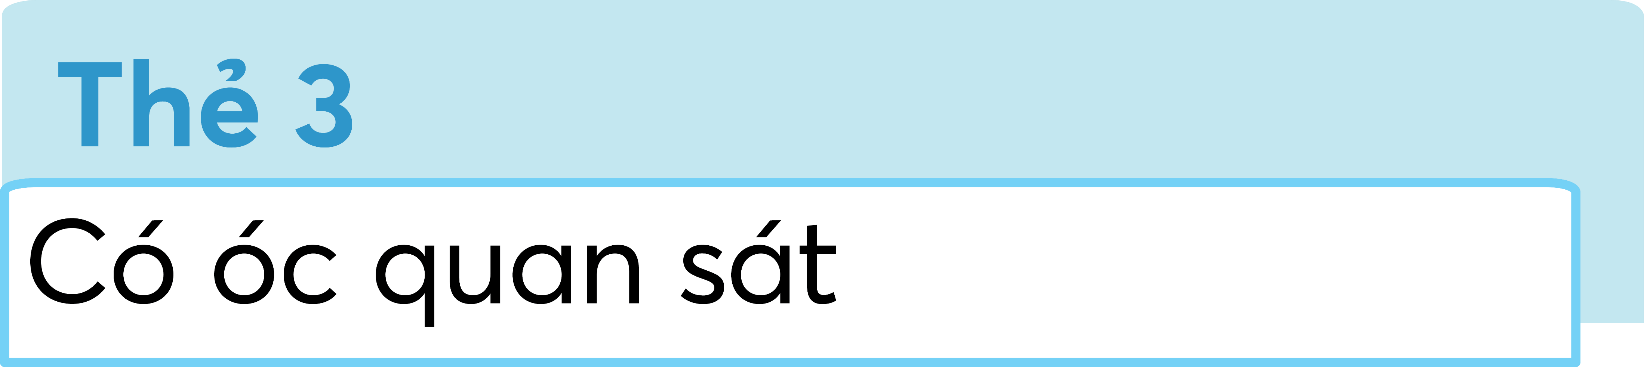 Thẻ 3
Có óc quan sát